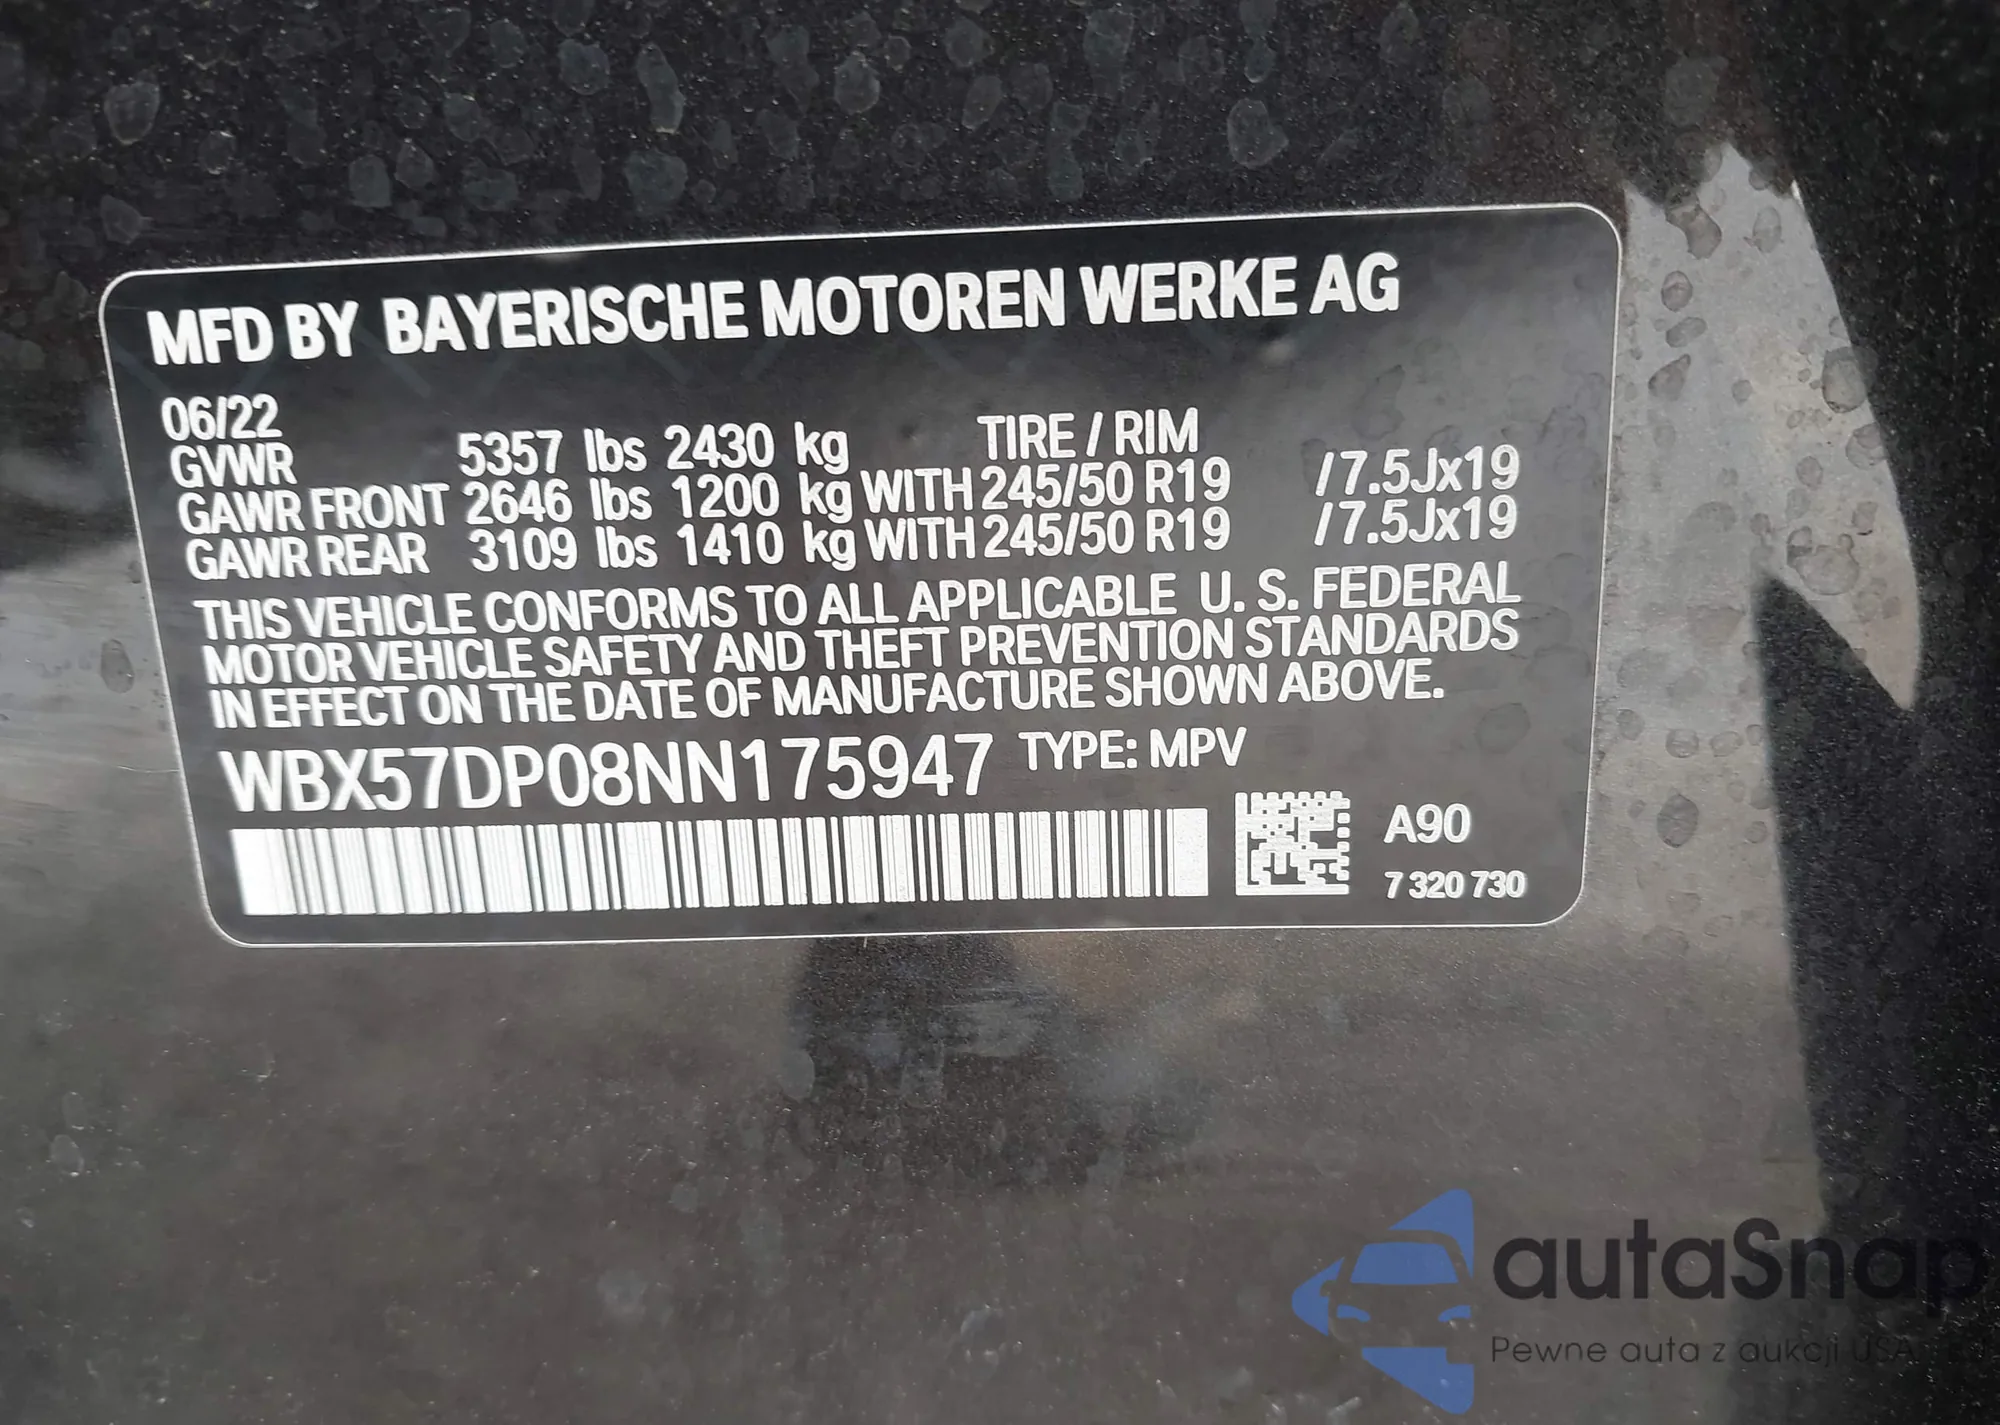 MFD BY BAYERISCHE MOTOREN WERKE AG
06/22
GVWR 5357 lbs 2430 kg TIRE / RIM
GAWR FRONT 2646 lbs 1200 kg WITH 245/50 R19 /7.5Jx19
GAWR REAR 3109 lbs 1410 kg WITH 245/50 R19 /7.5Jx19
THIS VEHICLE CONFORMS TO ALL APPLICABLE U. S. FEDERAL
MOTOR VEHICLE SAFETY AND THEFT PREVENTION STANDARDS
IN EFFECT ON THE DATE OF MANUFACTURE SHOWN ABOVE.
WBX57DP08NN175947 TYPE: MPV
A90
7 320 730
autaSnap
Pewne auta z aukcji USA